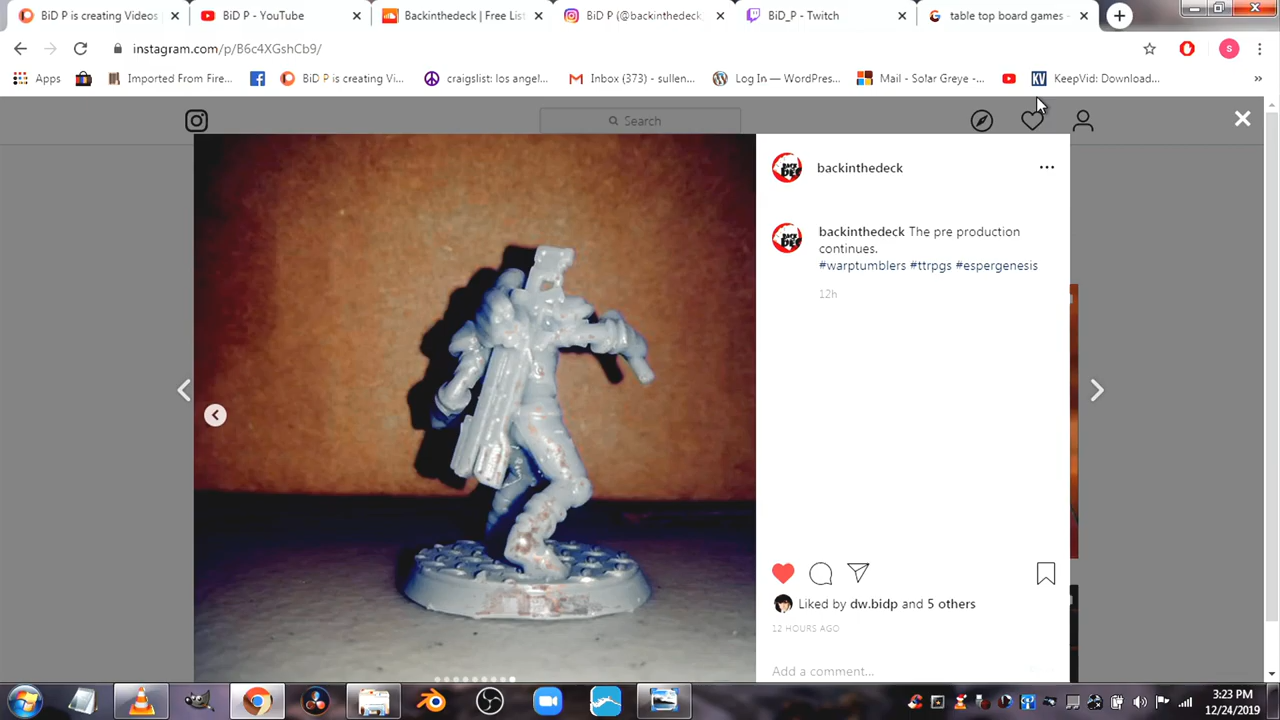 BiD P is creating Videos
BiD P - YouTube
Backinthedeck | Free List
BiD P (@backinthedeck
BiD_P - Twitch
table top board games -
instagram.com/p/B6c4XGshCb9/
S
Apps
Imported From Fire...
BiD P is creating Vi...
craigslist: los angel...
Inbox (373) - sullen...
Log In — WordPres...
Mail - Solar Greye -...
KV
KeepVid: Download...
Search
backinthedeck
backinthedeck The pre production
continues.
#warptumblers #ttrpgs #espergenesis
12h
Liked by dw.bidp and 5 others
12 HOURS AGO
Add a comment...
3:23 PM
12/24/2019